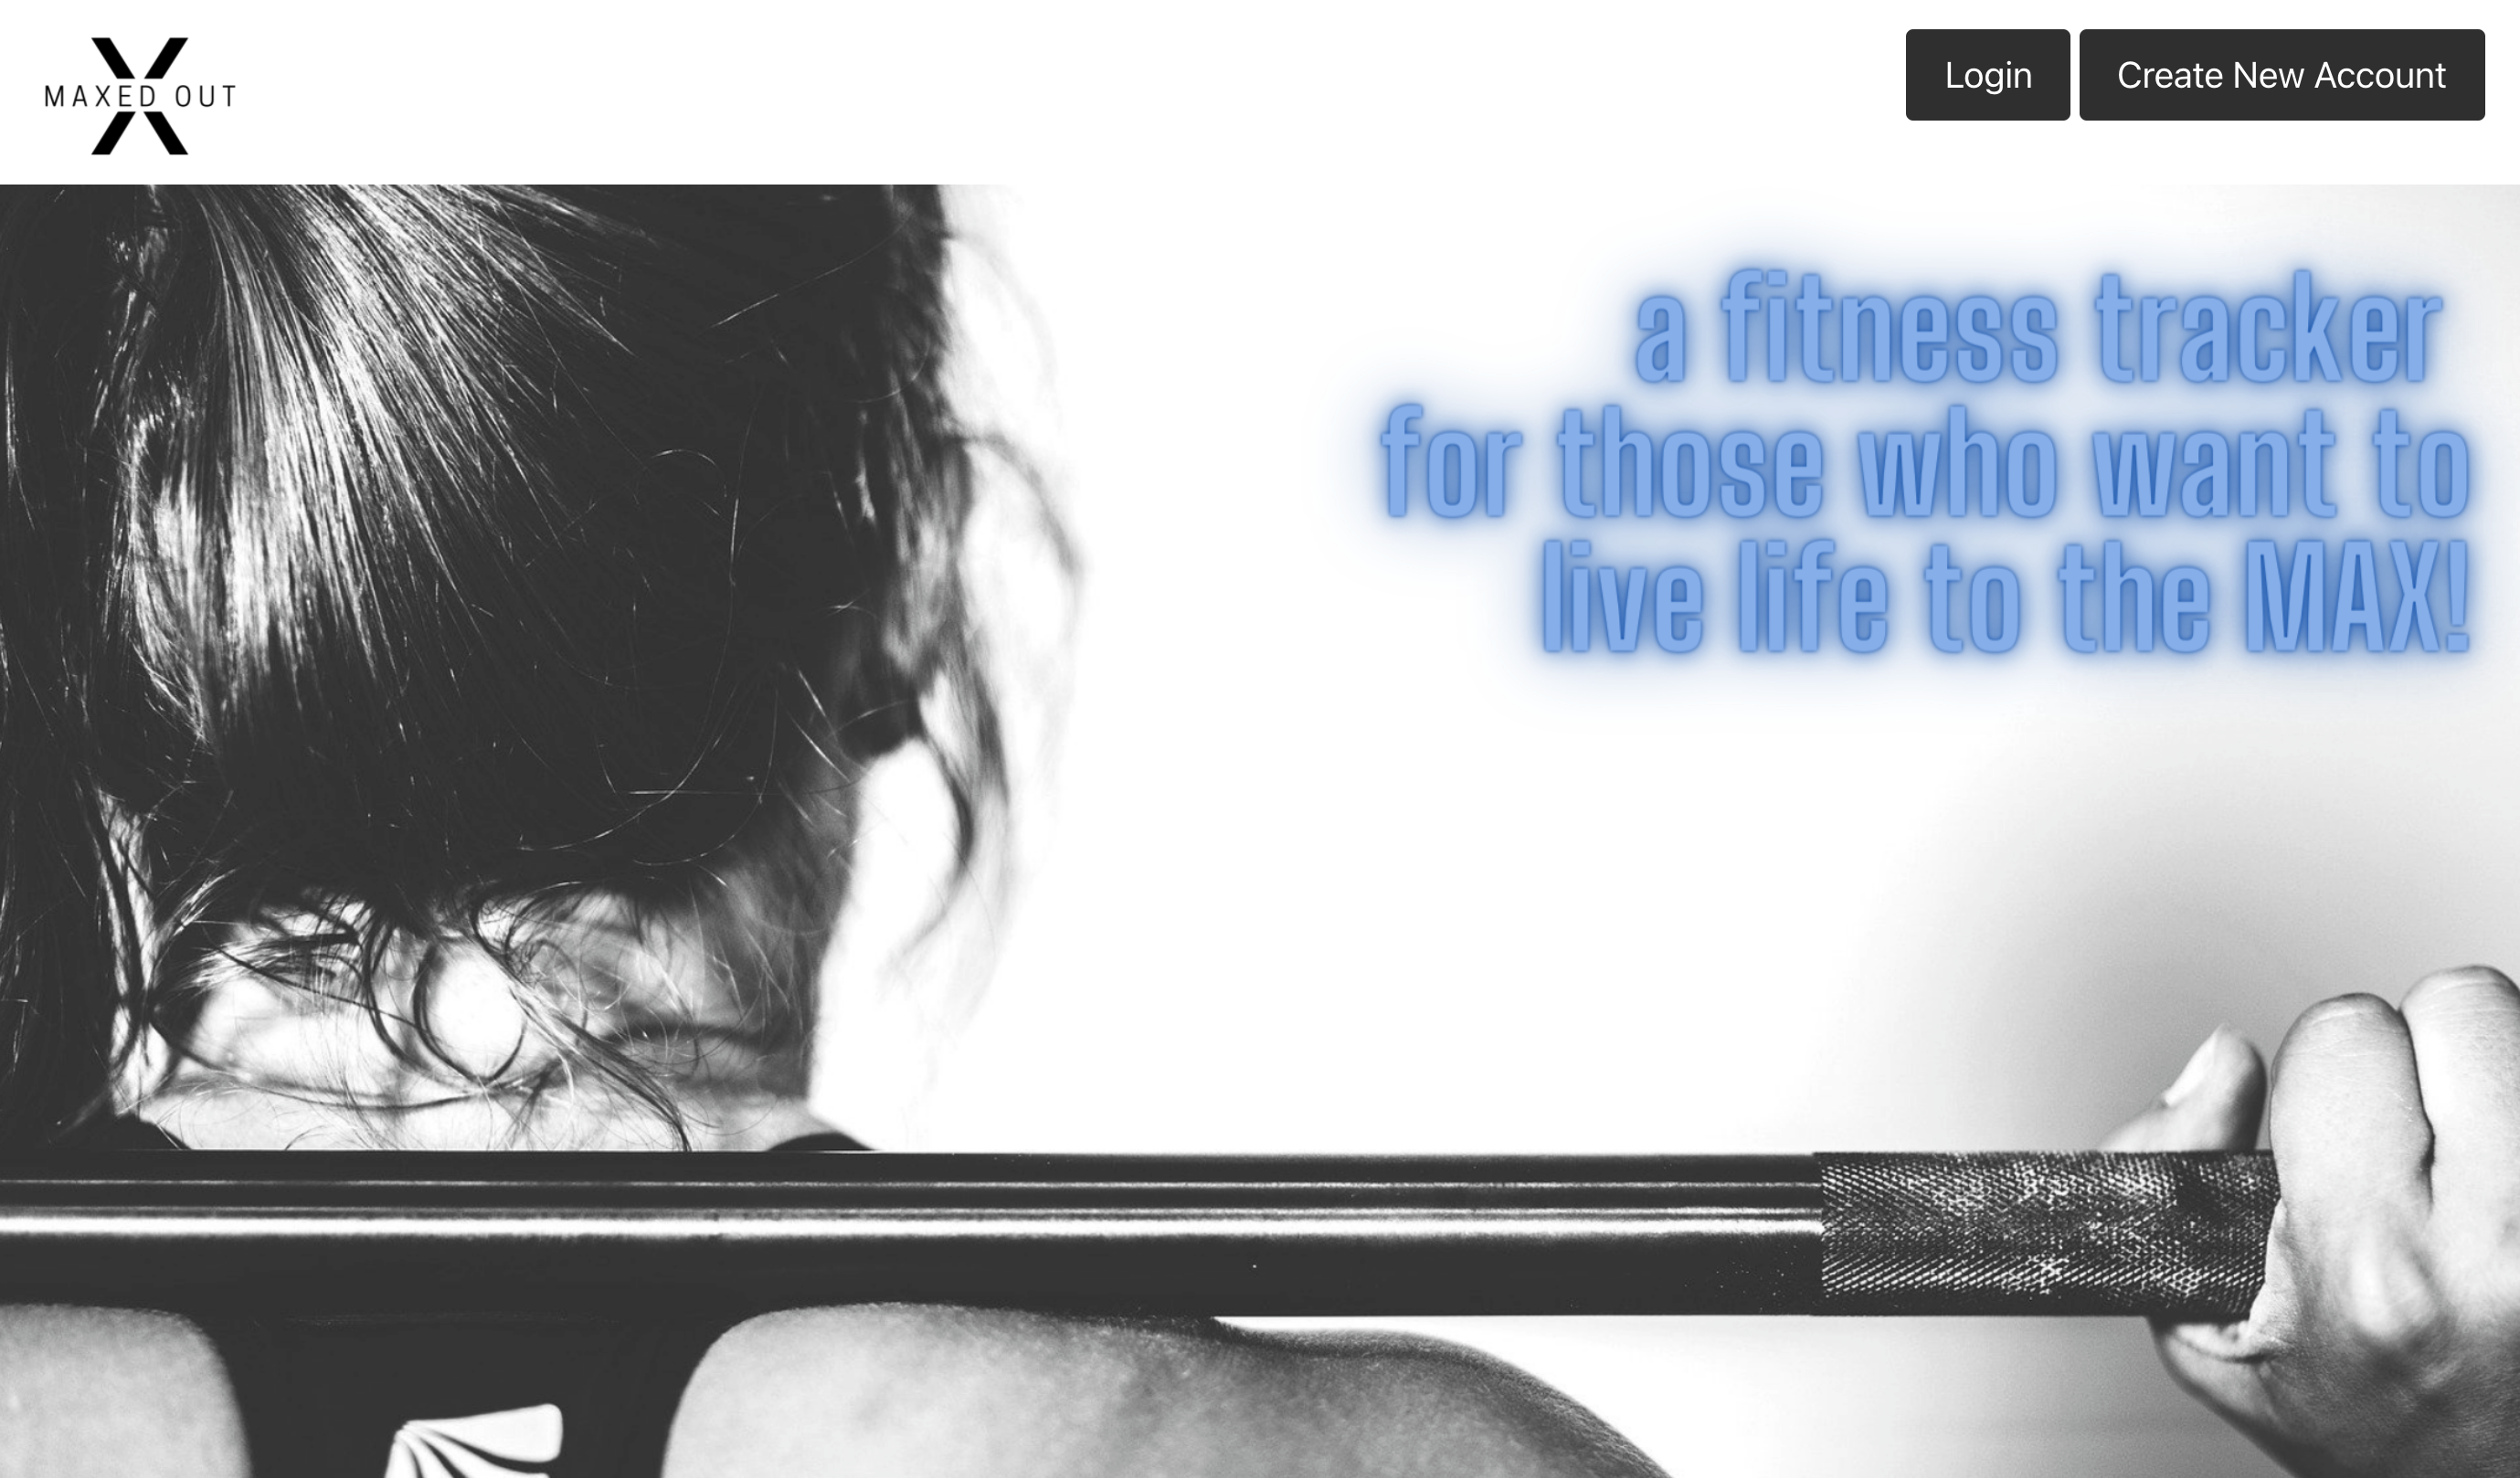 MAXED OUT
Login
Create New Account
a fitness tracker
for those who want to
live life to the MAX!